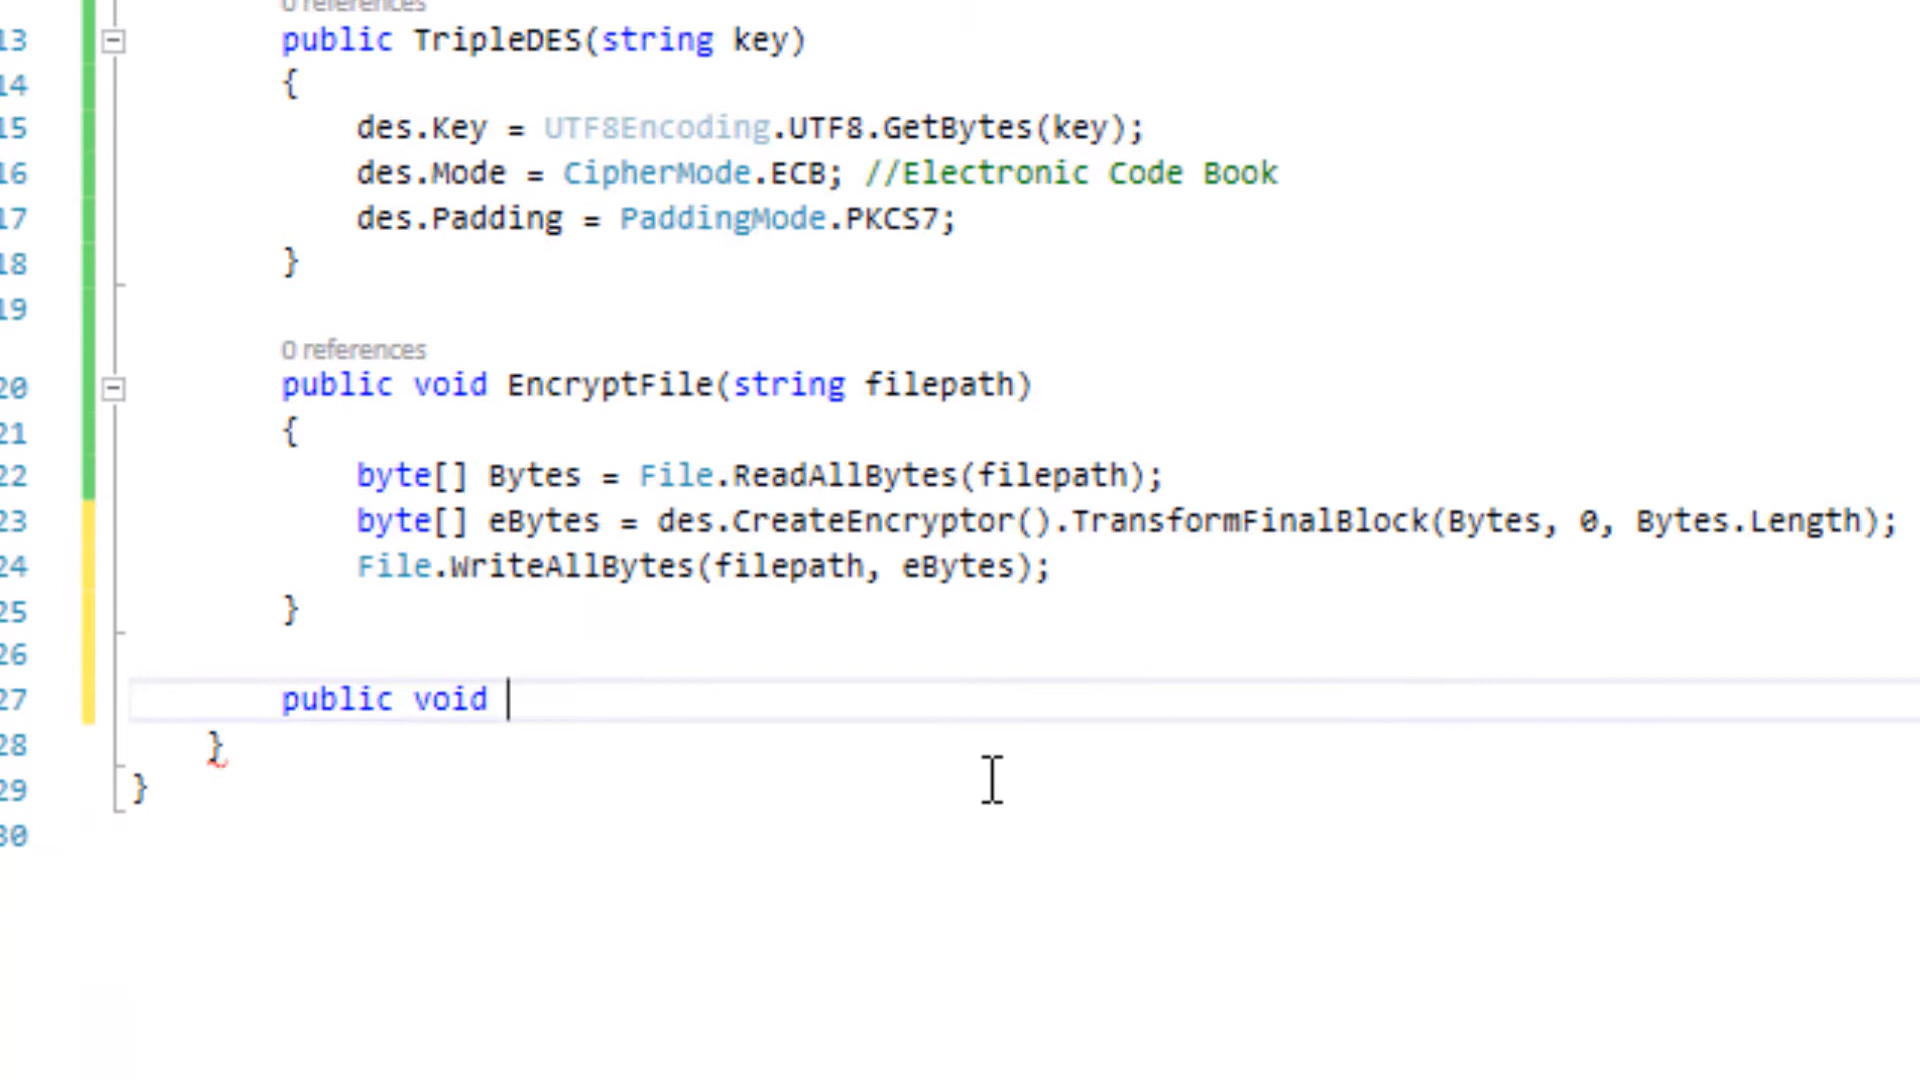 0 references
13 public TripleDES(string key)
14 {
15 des.Key = UTF8Encoding.UTF8.GetBytes(key);
16 des.Mode = CipherMode.ECB; //Electronic Code Book
17 des.Padding = PaddingMode.PKCS7;
18 }
19
0 references
20 public void EncryptFile(string filepath)
21 {
22 byte[] Bytes = File.ReadAllBytes(filepath);
23 byte[] eBytes = des.CreateEncryptor().TransformFinalBlock(Bytes, 0, Bytes.Length);
24 File.WriteAllBytes(filepath, eBytes);
25 }
26
27 public void
28 }
29 }
30